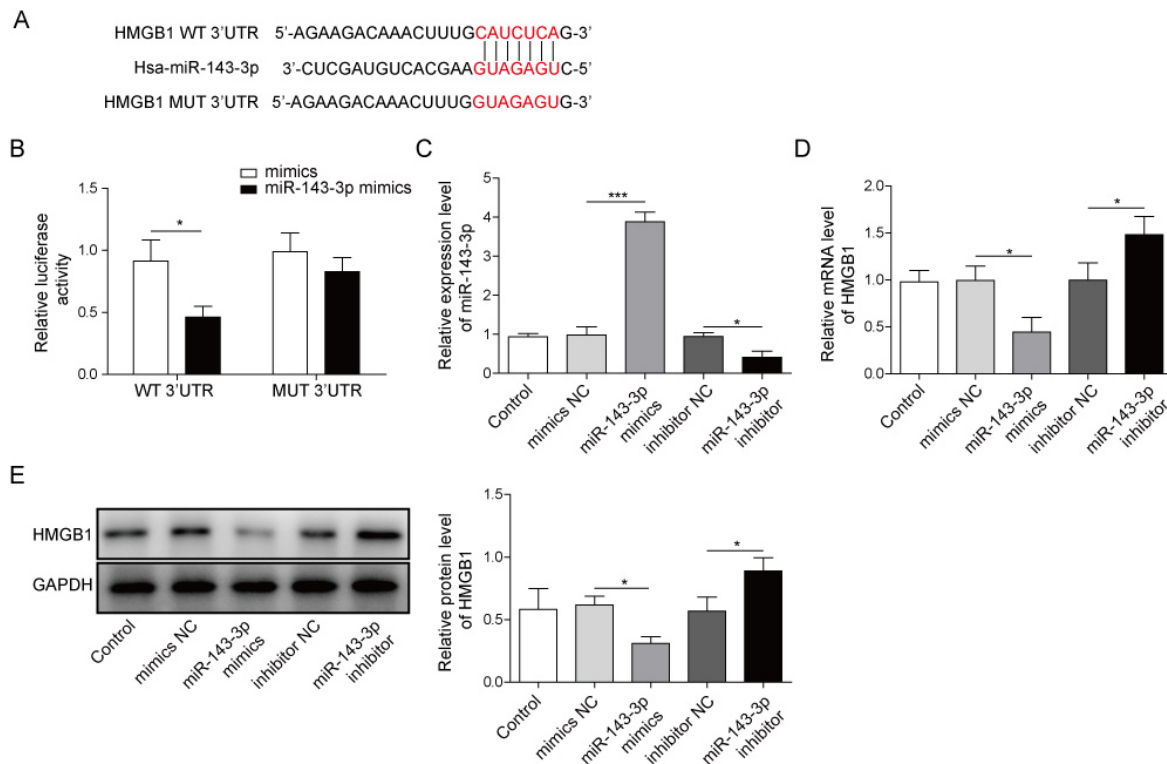 A
HMGB1 WT 3'UTR 5'-AGAAGACAAACUUUGCAUCUCAG-3'
Hsa-miR-143-3p 3'-CUCGAUGUCACGAAGUAGAGUC-5'
HMGB1 MUT 3'UTR 5'-AGAAGACAAACUUUGGUAGAGUG-3'
B
mimics
miR-143-3p mimics
Relative luciferase
activity
1.5
1.0
0.5
0.0
*
WT 3'UTR
MUT 3'UTR
C
Relative expression level
of miR-143-3p
5
4
3
2
1
0
***
*
Control
mimics NC
miR-143-3p
mimics
inhibitor NC
miR-143-3p
inhibitor
D
Relative mRNA level
of HMGB1
2.0
1.5
1.0
0.5
0.0
*
*
Control
mimics NC
miR-143-3p
mimics
inhibitor NC
miR-143-3p
inhibitor
E
HMGB1
GAPDH
Control
mimics NC
miR-143-3p
mimics
inhibitor NC
miR-143-3p
inhibitor
Relative protein level
of HMGB1
1.5
1.0
0.5
0.0
*
*
Control
mimics NC
miR-143-3p
mimics
inhibitor NC
miR-143-3p
inhibitor